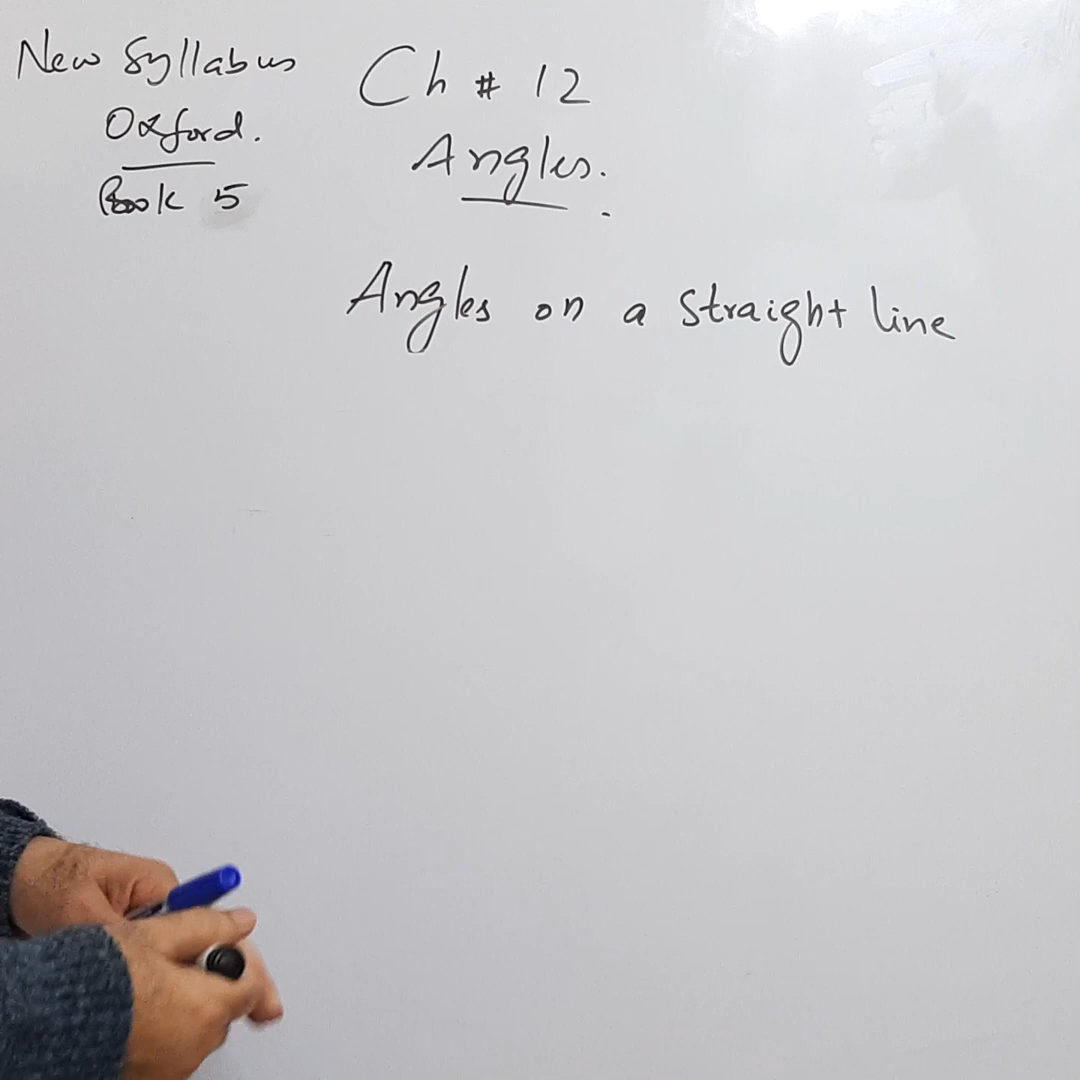 New Syllabus
Oxford.
Book 5
Ch # 12
Angles.
Angles on a straight line